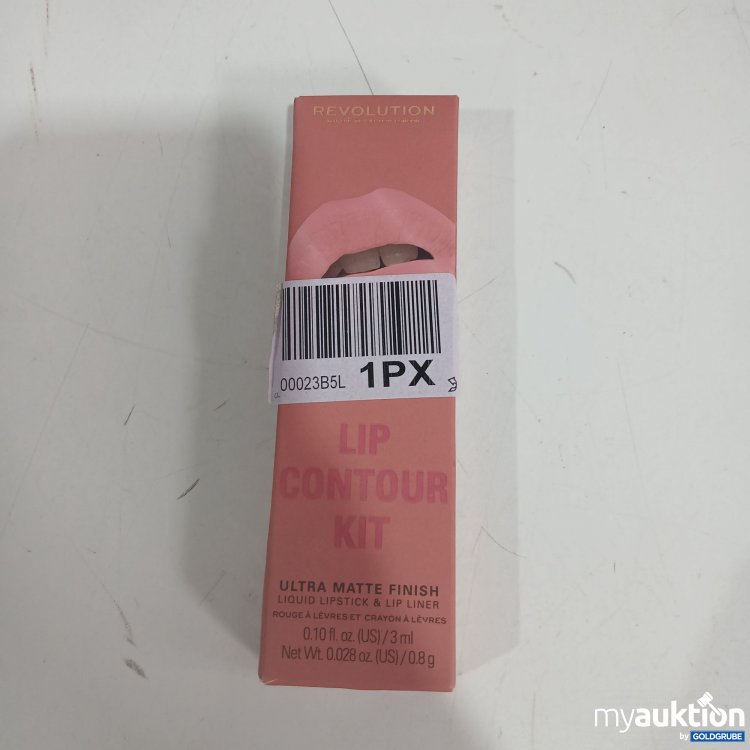 REVOLUTION
00023B5L 1PX
LIP
CONTOUR
KIT
ULTRA MATTE FINISH
LIQUID LIPSTICK & LIP LINER
ROUGE À LÈVRES ET CRAYON À LÈVRES
0.10 fl. oz. (US) / 3 ml
Net Wt. 0.028 oz. (US) / 0.8 g
myauktion
by GOLDGRUBE